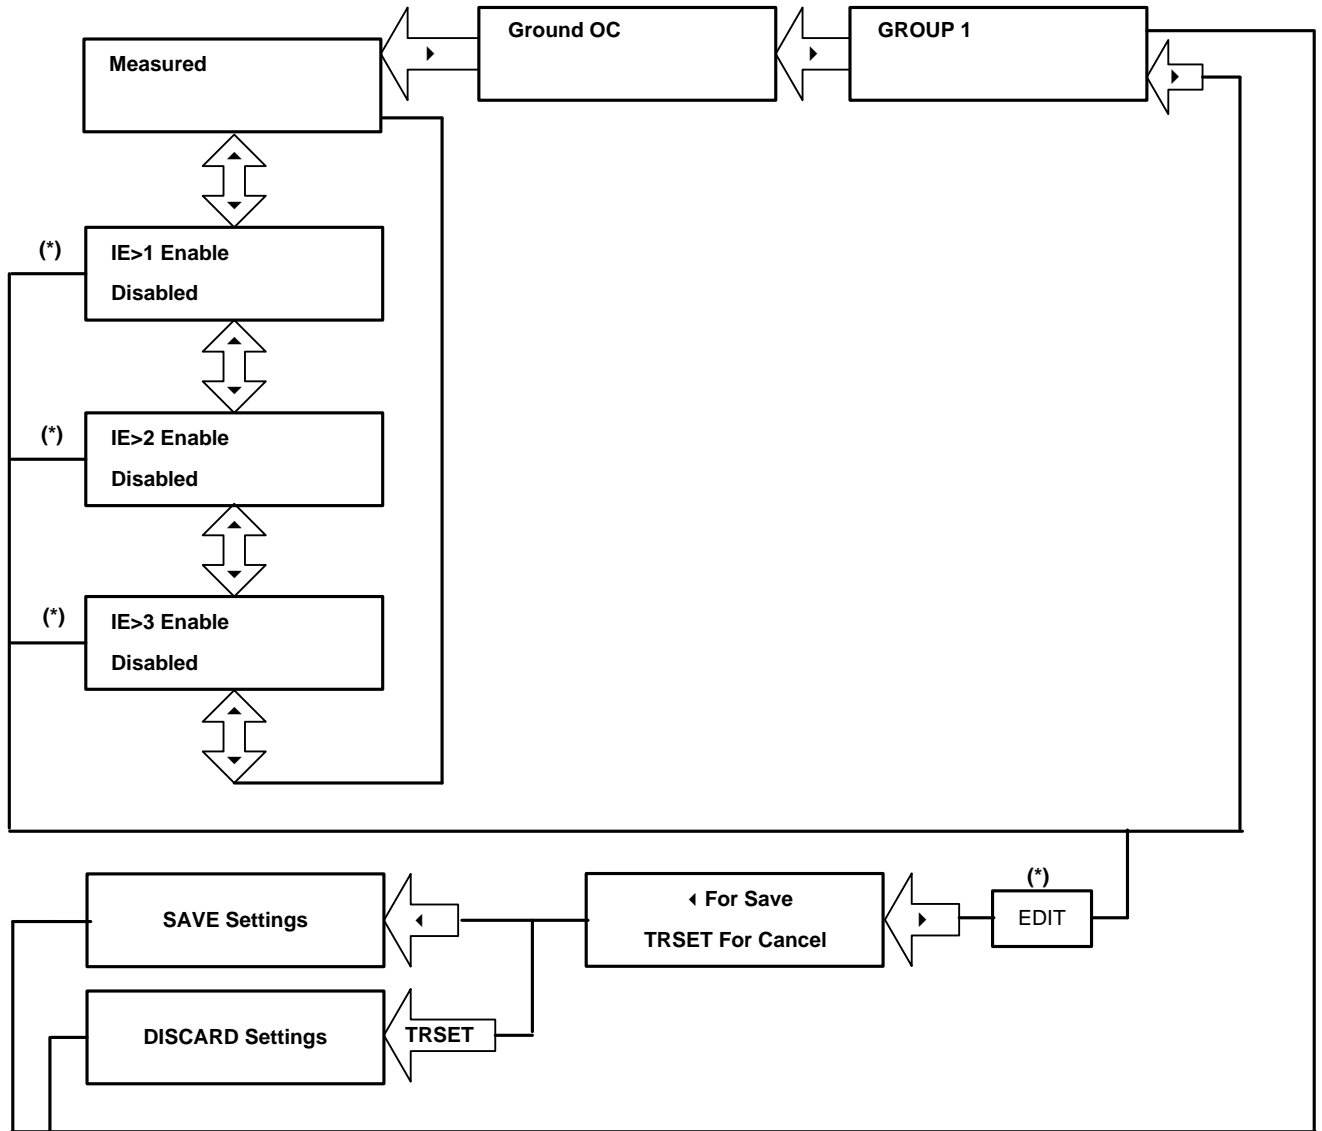 Measured
Ground OC
GROUP 1
(*)
IE>1 Enable
Disabled
(*)
IE>2 Enable
Disabled
(*)
IE>3 Enable
Disabled
SAVE Settings
For Save
TRSET For Cancel
(*)
EDIT
DISCARD Settings
TRSET